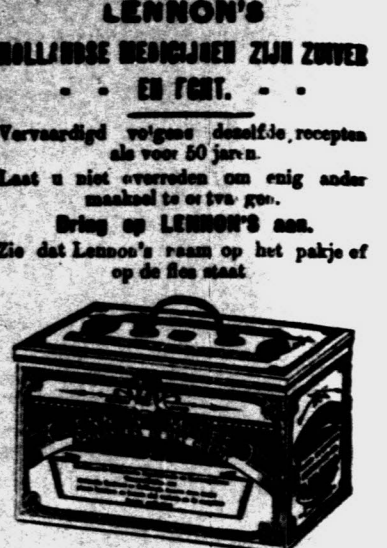 LENNON'S
HOLLANDSE MEDICIJNEN ZIJN ZUIVER
EN ECHT.
Vervaardigd volgens dezelfde recepten
als voor 50 jaren.
Laat u niet overreden om enig ander
maaksel te ontvangen.
Dring op LENNON'S aan.
Zie dat Lennon's naam op het pakje of
op de fles staat